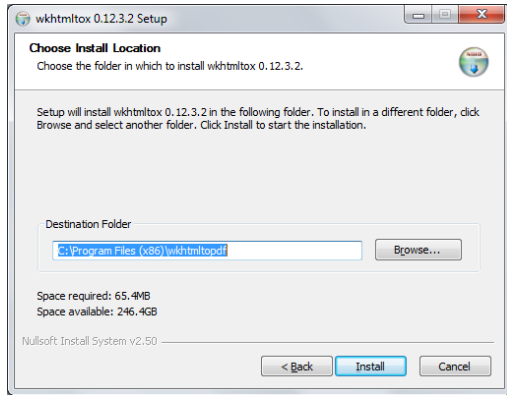 wkhtmltox 0.12.3.2 Setup
Choose Install Location
Choose the folder in which to install wkhtmltox 0.12.3.2.
Setup will install wkhtmltox 0.12.3.2 in the following folder. To install in a different folder, click
Browse and select another folder. Click Install to start the installation.
Destination Folder
C:\Program Files (x86)\wkhtmltopdf
Browse...
Space required: 65.4MB
Space available: 246.4GB
Nullsoft Install System v2.50
< Back
Install
Cancel